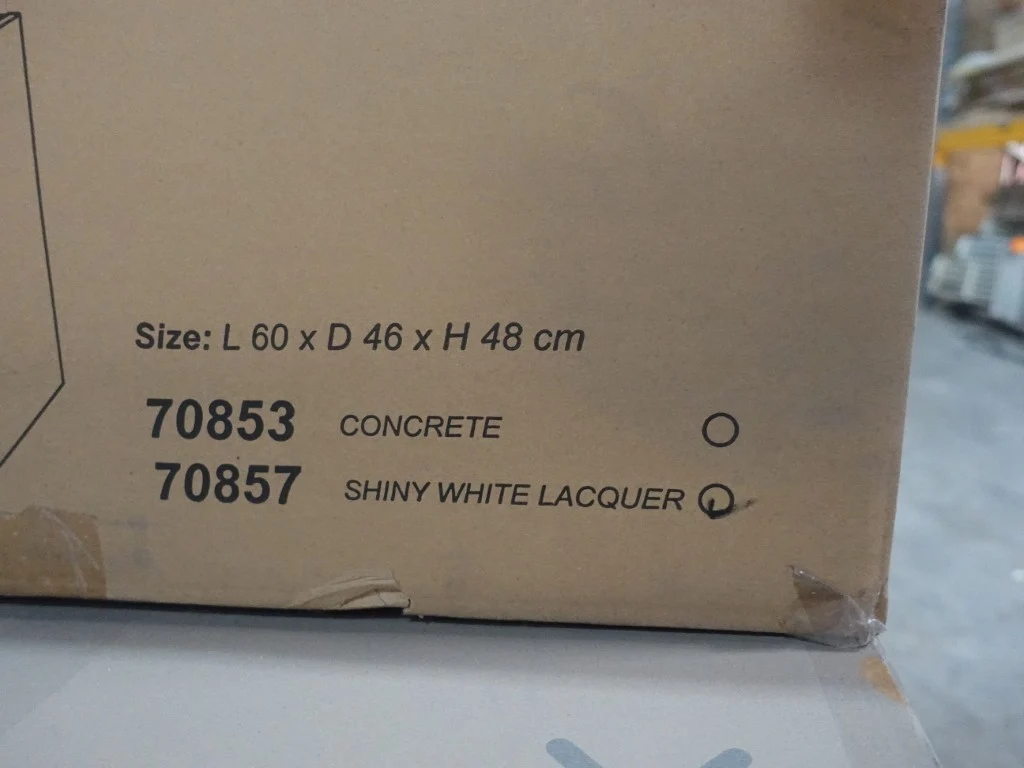 Size: L 60 x D 46 x H 48 cm
70853 CONCRETE
70857 SHINY WHITE LACQUER